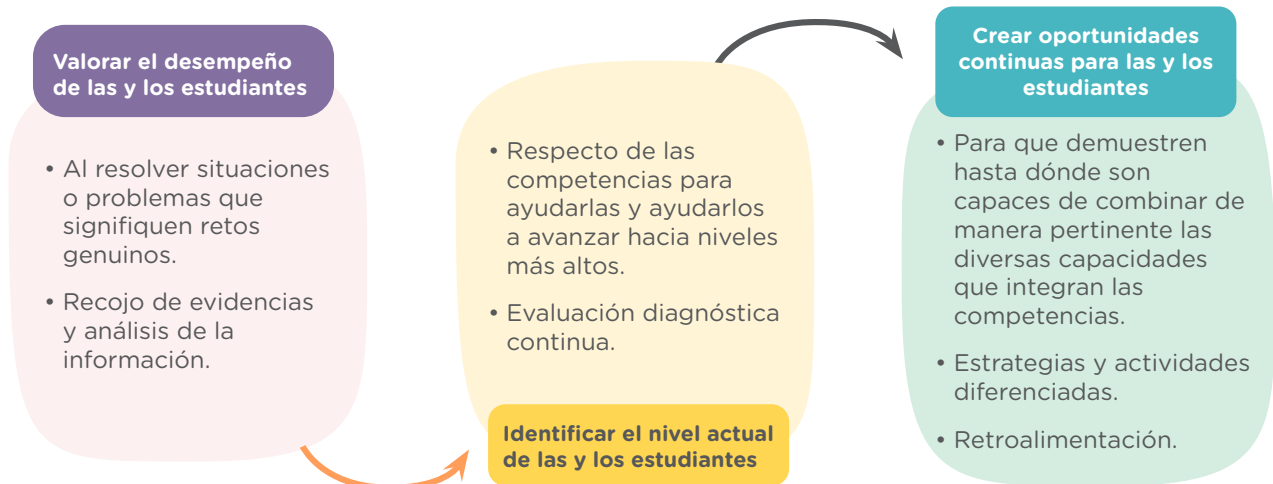 Valorar el desempeño
de las y los estudiantes
• Al resolver situaciones
o problemas que
signifiquen retos
genuinos.
• Recojo de evidencias
y análisis de la
información.
• Respecto de las
competencias para
ayudarlas y ayudarlos
a avanzar hacia niveles
más altos.
• Evaluación diagnóstica
continua.
Identificar el nivel actual
de las y los estudiantes
Crear oportunidades
continuas para las y los
estudiantes
• Para que demuestren
hasta dónde son
capaces de combinar de
manera pertinente las
diversas capacidades
que integran las
competencias.
• Estrategias y actividades
diferenciadas.
• Retroalimentación.